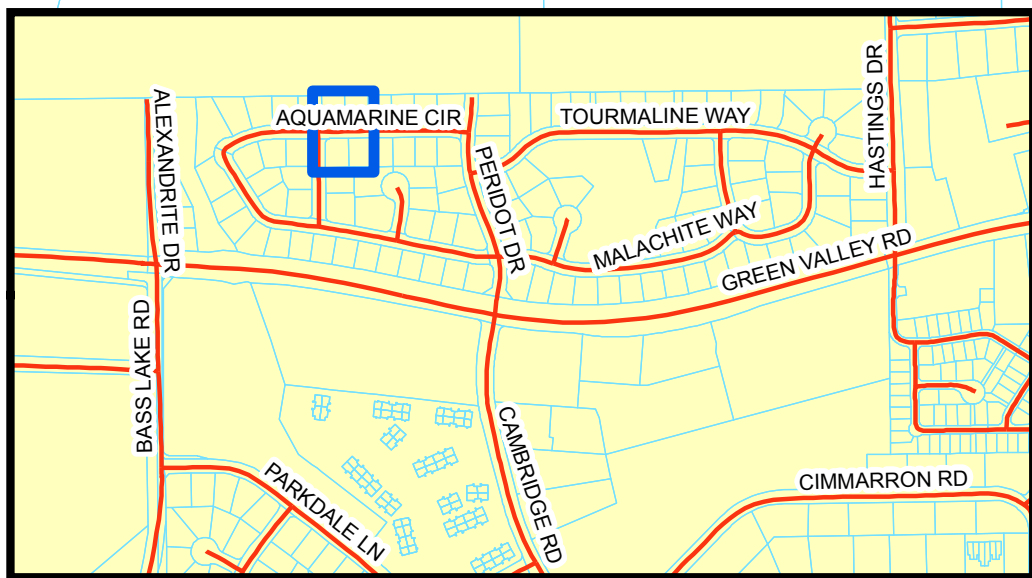 AQUAMARINE CIR
TOURMALINE WAY
HASTINGS DR
ALEXANDRITE DR
PERIDOT DR
MALACHITE WAY
GREEN VALLEY RD
BASS LAKE RD
CAMBRIDGE RD
PARKDALE LN
CIMMARRON RD